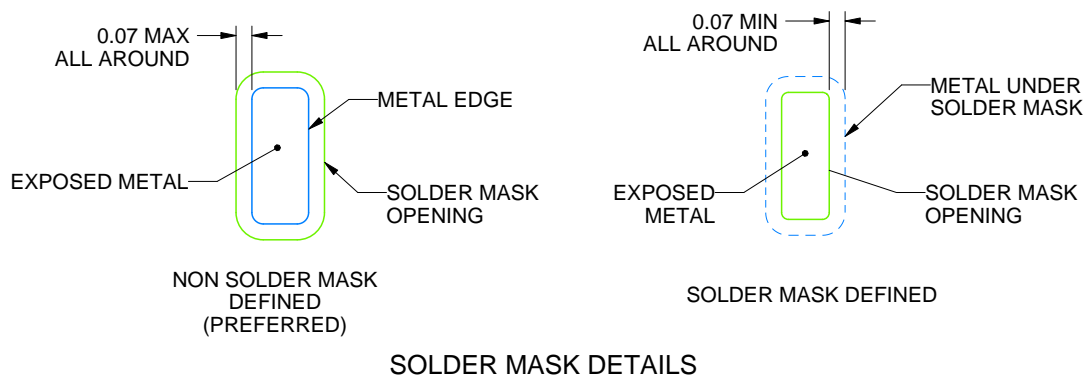 0.07 MAX
ALL AROUND
METAL EDGE
EXPOSED METAL
SOLDER MASK
OPENING
NON SOLDER MASK
DEFINED
(PREFERRED)
0.07 MIN
ALL AROUND
METAL UNDER
SOLDER MASK
EXPOSED
METAL
SOLDER MASK
OPENING
SOLDER MASK DEFINED
SOLDER MASK DETAILS